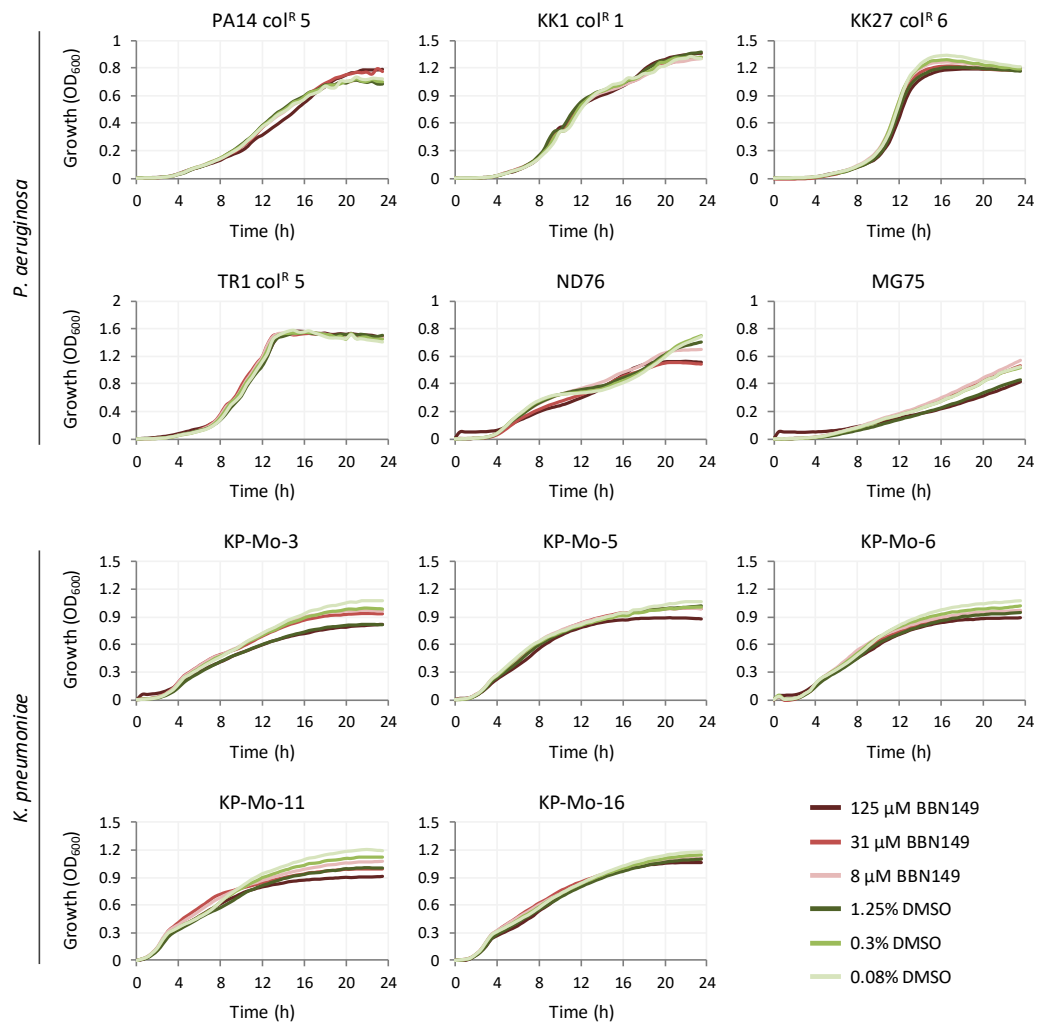 PA14 colᴿ 5
KK1 colᴿ 1
KK27 colᴿ 6
P. aeruginosa
Growth (OD₆₀₀)
1
0.8
0.6
0.4
0.2
0
0 4 8 12 16 20 24
Time (h)
1.5
1.2
0.9
0.6
0.3
0
0 4 8 12 16 20 24
Time (h)
1.5
1.2
0.9
0.6
0.3
0
0 4 8 12 16 20 24
Time (h)
TR1 colᴿ 5
ND76
MG75
Growth (OD₆₀₀)
2
1.6
1.2
0.8
0.4
0
0 4 8 12 16 20 24
Time (h)
1
0.8
0.6
0.4
0.2
0
0 4 8 12 16 20 24
Time (h)
1
0.8
0.6
0.4
0.2
0
0 4 8 12 16 20 24
Time (h)
KP-Mo-3
KP-Mo-5
KP-Mo-6
K. pneumoniae
Growth (OD₆₀₀)
1.5
1.2
0.9
0.6
0.3
0
0 4 8 12 16 20 24
Time (h)
1.5
1.2
0.9
0.6
0.3
0
0 4 8 12 16 20 24
Time (h)
1.5
1.2
0.9
0.6
0.3
0
0 4 8 12 16 20 24
Time (h)
KP-Mo-11
KP-Mo-16
Growth (OD₆₀₀)
1.5
1.2
0.9
0.6
0.3
0
0 4 8 12 16 20 24
Time (h)
1.5
1.2
0.9
0.6
0.3
0
0 4 8 12 16 20 24
Time (h)
125 µM BBN149
31 µM BBN149
8 µM BBN149
1.25% DMSO
0.3% DMSO
0.08% DMSO